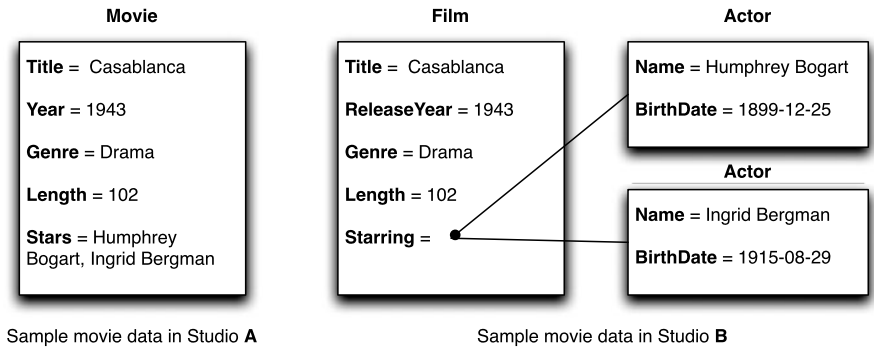 Movie
Title = Casablanca
Year = 1943
Genre = Drama
Length = 102
Stars = Humphrey
Bogart, Ingrid Bergman
Sample movie data in Studio A
Film
Title = Casablanca
ReleaseYear = 1943
Genre = Drama
Length = 102
Starring =
Actor
Name = Humphrey Bogart
BirthDate = 1899-12-25
Actor
Name = Ingrid Bergman
BirthDate = 1915-08-29
Sample movie data in Studio B